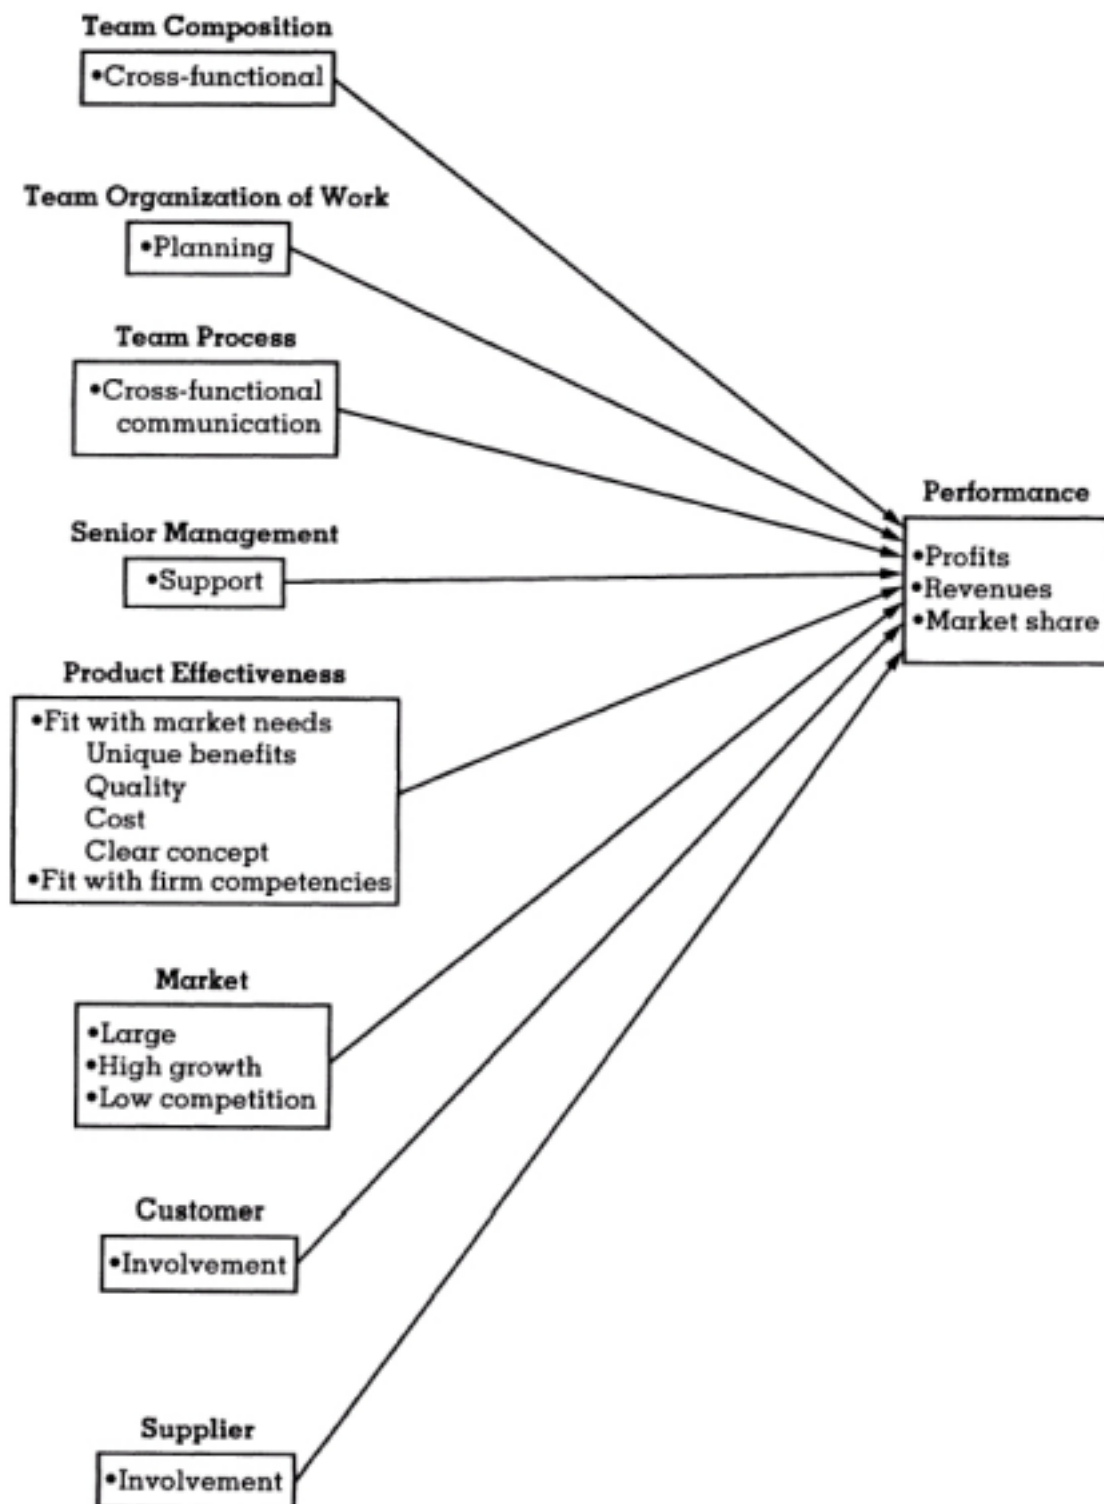 Team Composition
•Cross-functional
Team Organization of Work
•Planning
Team Process
•Cross-functional
communication
Senior Management
•Support
Product Effectiveness
•Fit with market needs
Unique benefits
Quality
Cost
Clear concept
•Fit with firm competencies
Market
•Large
•High growth
•Low competition
Customer
•Involvement
Supplier
•Involvement
Performance
•Profits
•Revenues
•Market share